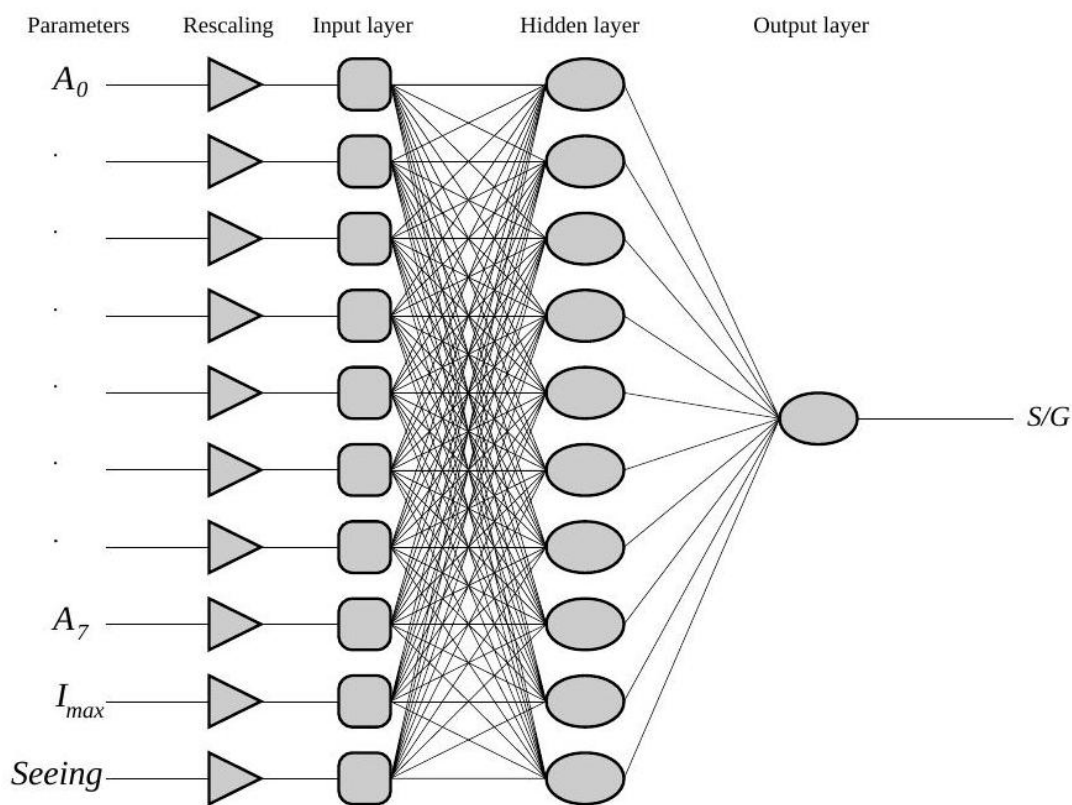 Parameters Rescaling Input layer Hidden layer Output layer
A0
.
.
.
.
.
.
A7
Imax
Seeing
S/G